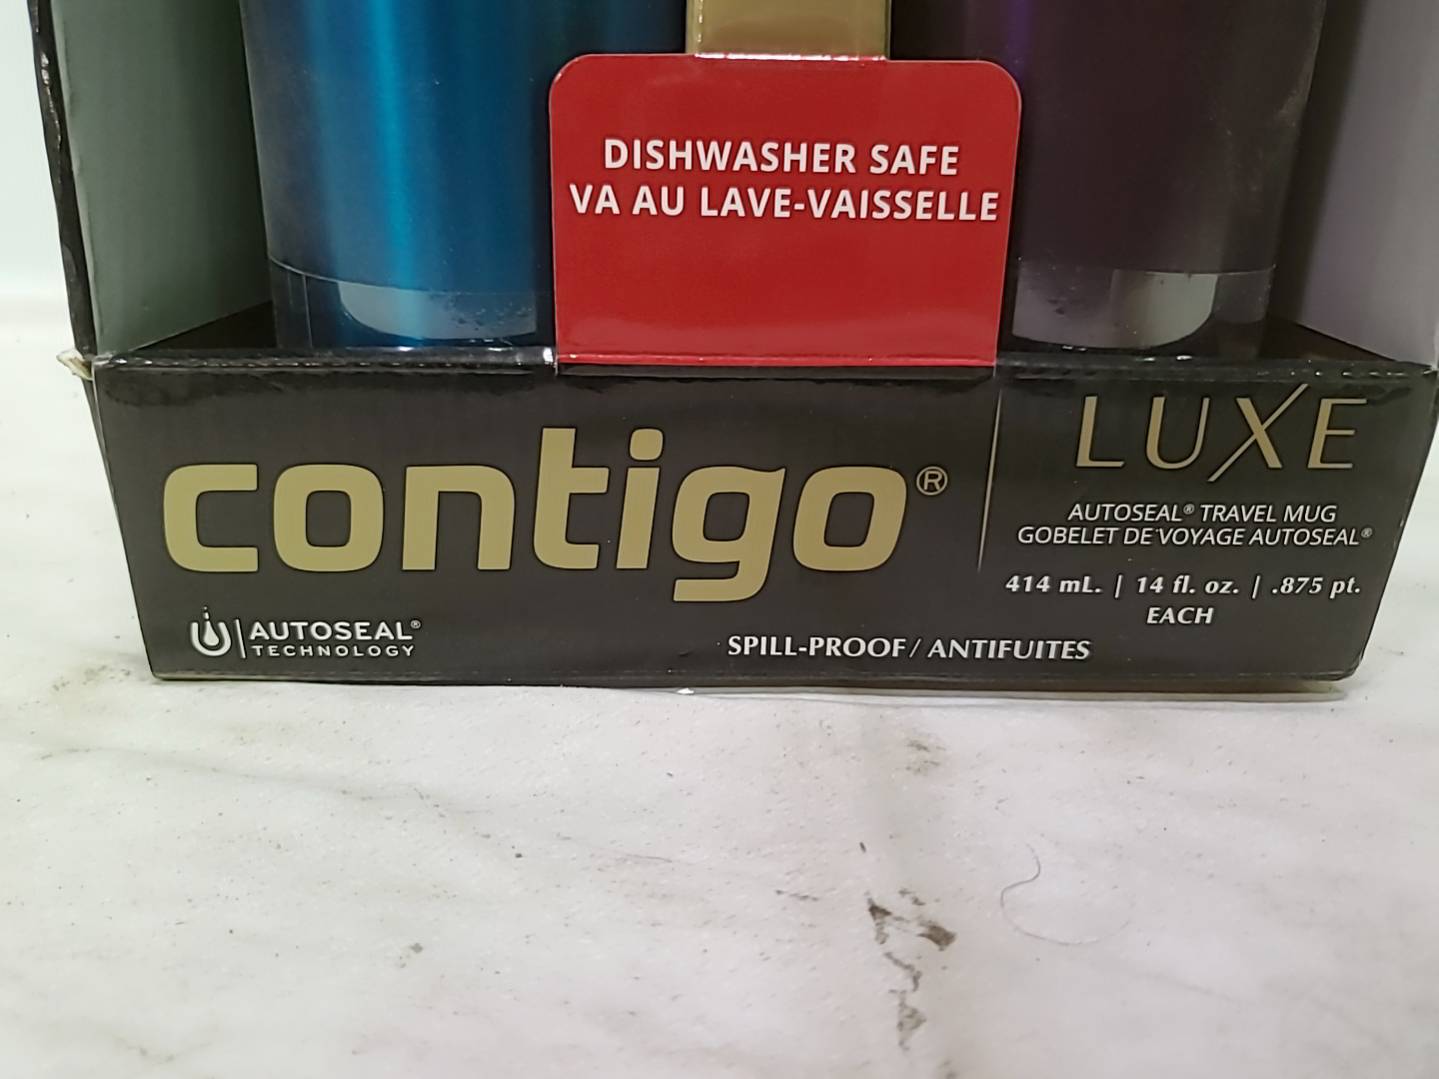 DISHWASHER SAFE
VA AU LAVE-VAISSELLE
contigo®
LUXE
AUTOSEAL® TRAVEL MUG
GOBELET DE VOYAGE AUTOSEAL®
414 mL. | 14 fl. oz. | .875 pt.
EACH
AUTOSEAL®
TECHNOLOGY
SPILL-PROOF / ANTIFUITES